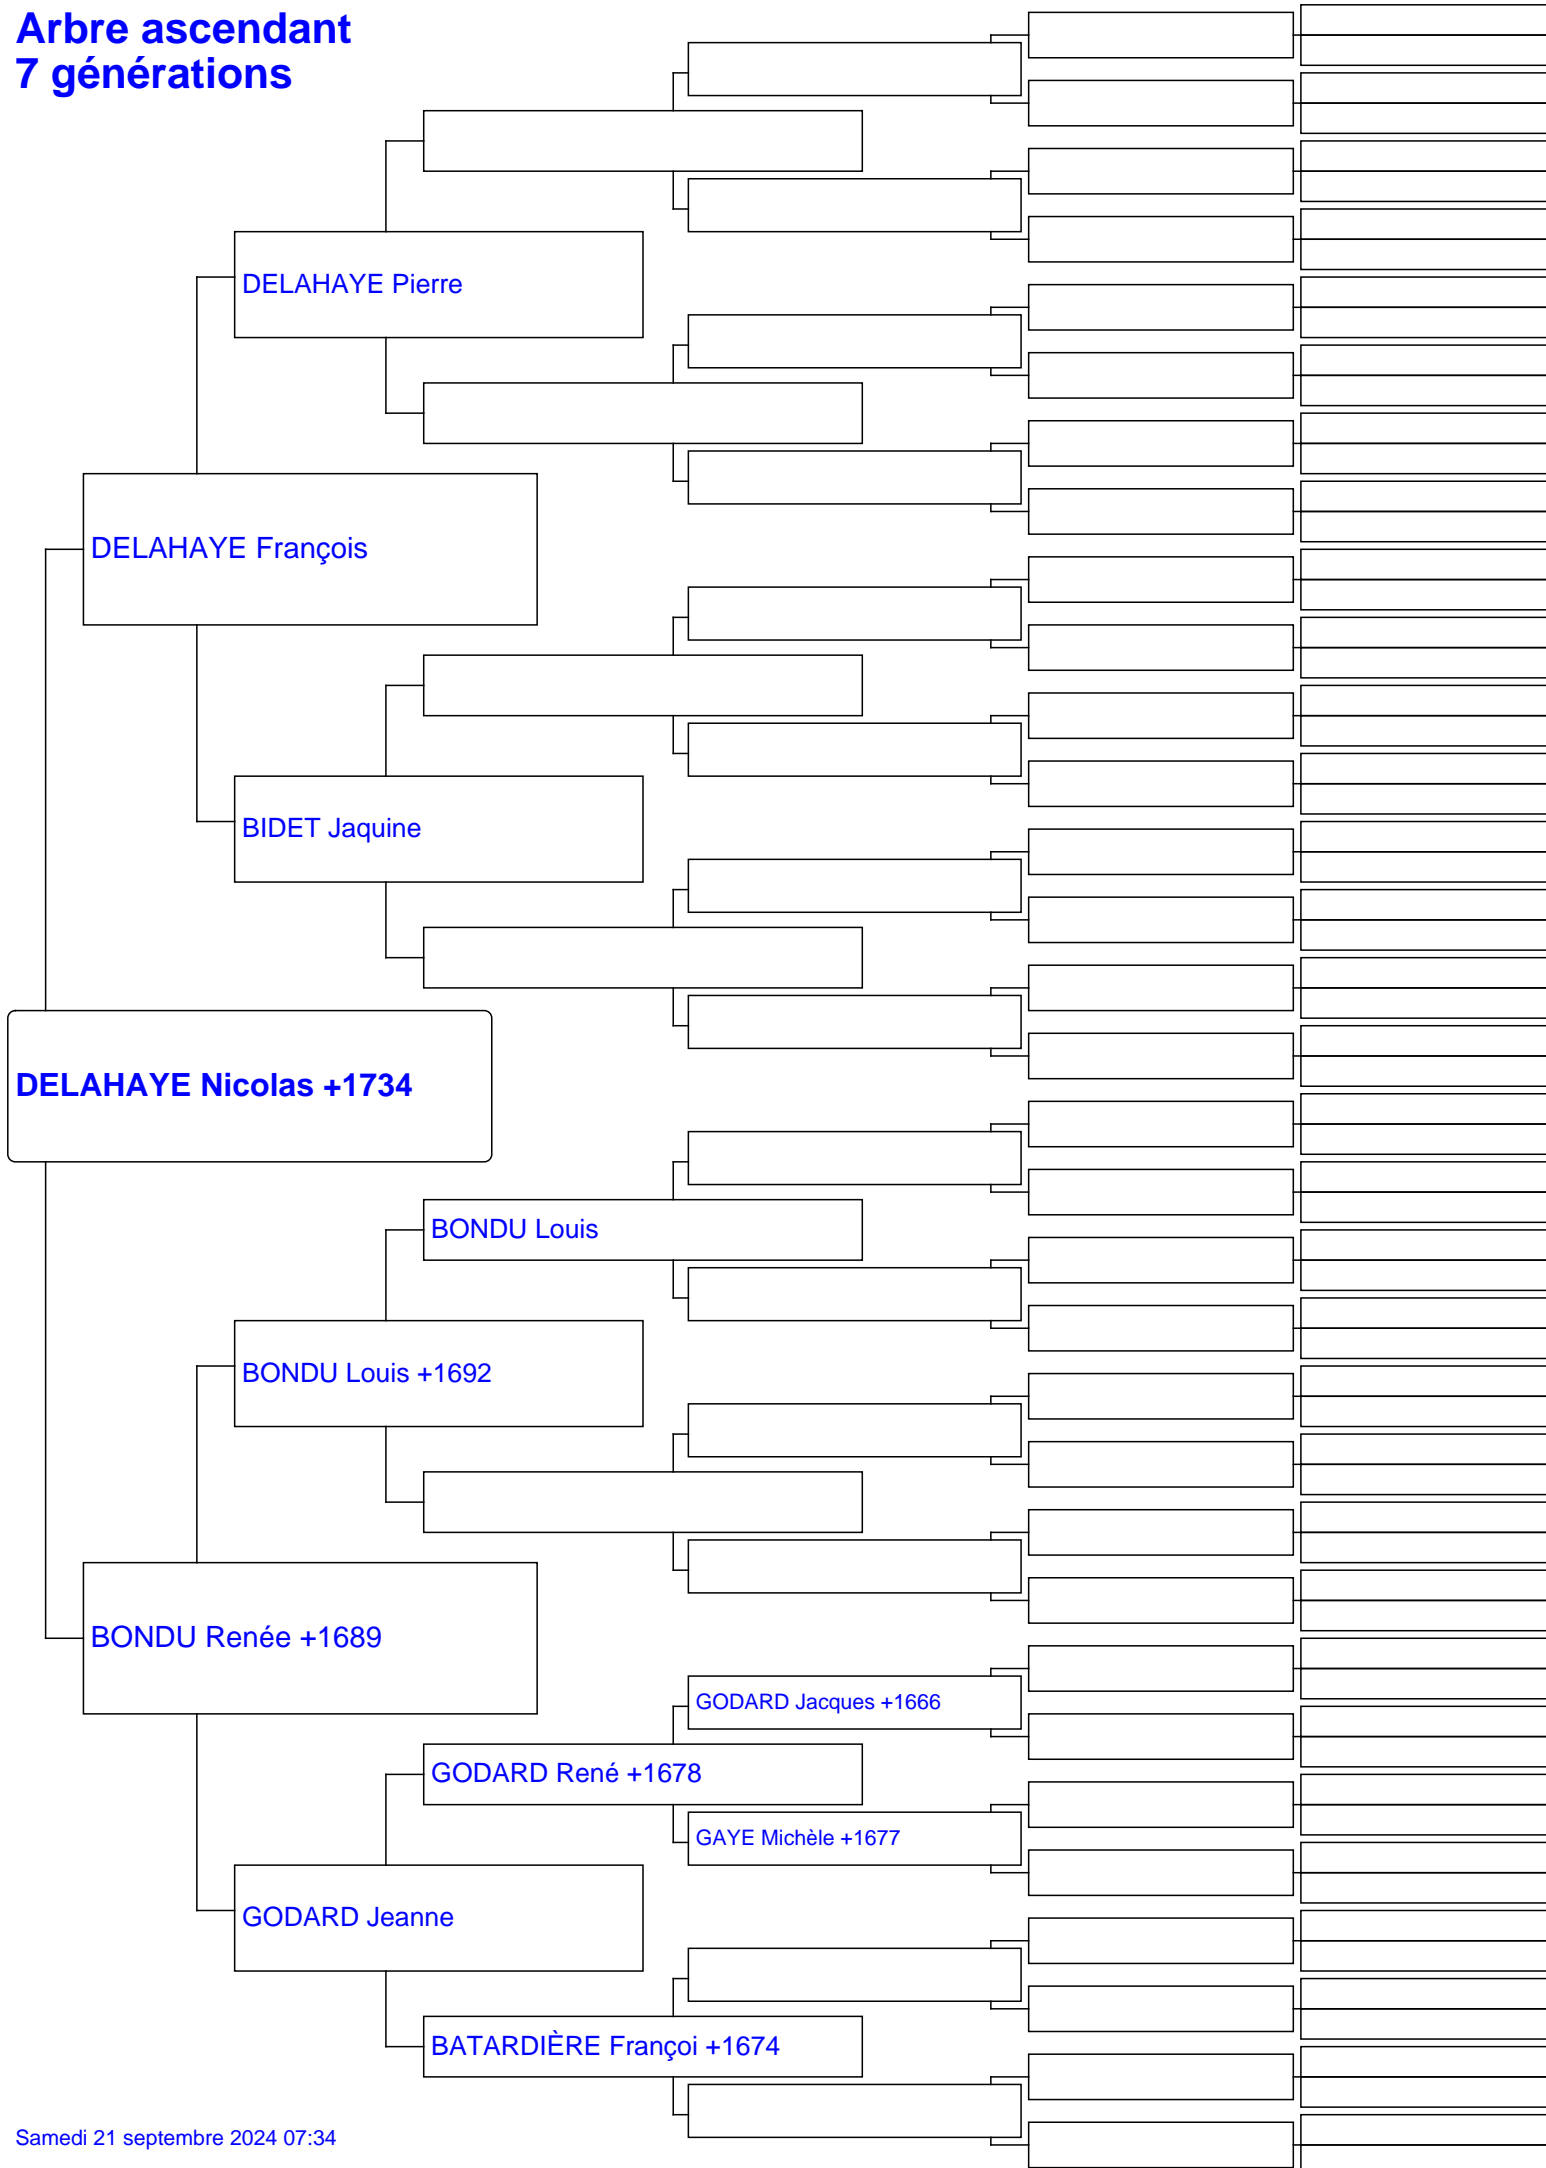 Arbre ascendant
7 générations
DELAHAYE Pierre
DELAHAYE François
BIDET Jaquine
DELAHAYE Nicolas +1734
BONDU Louis
BONDU Louis +1692
BONDU Renée +1689
GODARD Jacques +1666
GODARD René +1678
GAYE Michèle +1677
GODARD Jeanne
BATARDIÈRE Françoi +1674
Samedi 21 septembre 2024 07:34